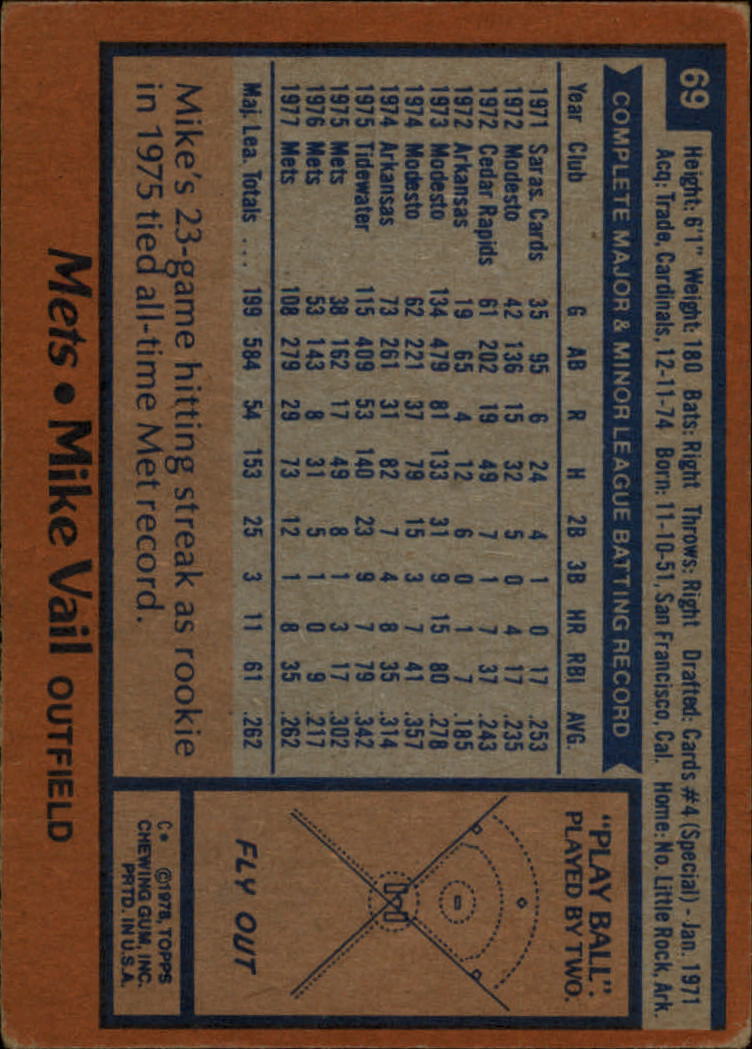 69
Height: 6'1" Weight: 180 Bats: Right Throws: Right Drafted: Cards #4 (Special) - Jan. 1971
Acq: Trade, Cardinals, 12-11-74 Born: 11-10-51, San Francisco, Cal. Home: No. Little Rock, Ark.
COMPLETE MAJOR & MINOR LEAGUE BATTING RECORD
Year Club G AB R H 2B 3B HR RBI AVG.
1971 Saras. Cards 35 95 6 24 4 1 0 17 .253
1972 Modesto 42 136 15 32 5 0 4 17 .235
1972 Cedar Rapids 61 202 19 49 7 1 7 37 .243
1972 Arkansas 19 65 4 12 6 0 1 7 .185
1973 Modesto 134 479 81 133 31 9 15 80 .278
1974 Modesto 62 221 37 79 15 3 7 41 .357
1974 Arkansas 73 261 31 82 7 4 8 35 .314
1975 Tidewater 115 409 53 140 23 9 7 79 .342
1975 Mets 38 162 17 49 8 1 3 17 .302
1976 Mets 53 143 8 31 5 1 0 9 .217
1977 Mets 108 279 29 73 12 1 8 35 .262
Maj. Lea. Totals .... 199 584 54 153 25 3 11 61 .262
Mike's 23-game hitting streak as rookie
in 1975 tied all-time Met record.
"PLAY BALL":
PLAYED BY TWO.
FLY OUT
C* ©1978, TOPPS
CHEWING GUM, INC.
PRTD. IN U.S.A.
Mets • Mike Vail OUTFIELD